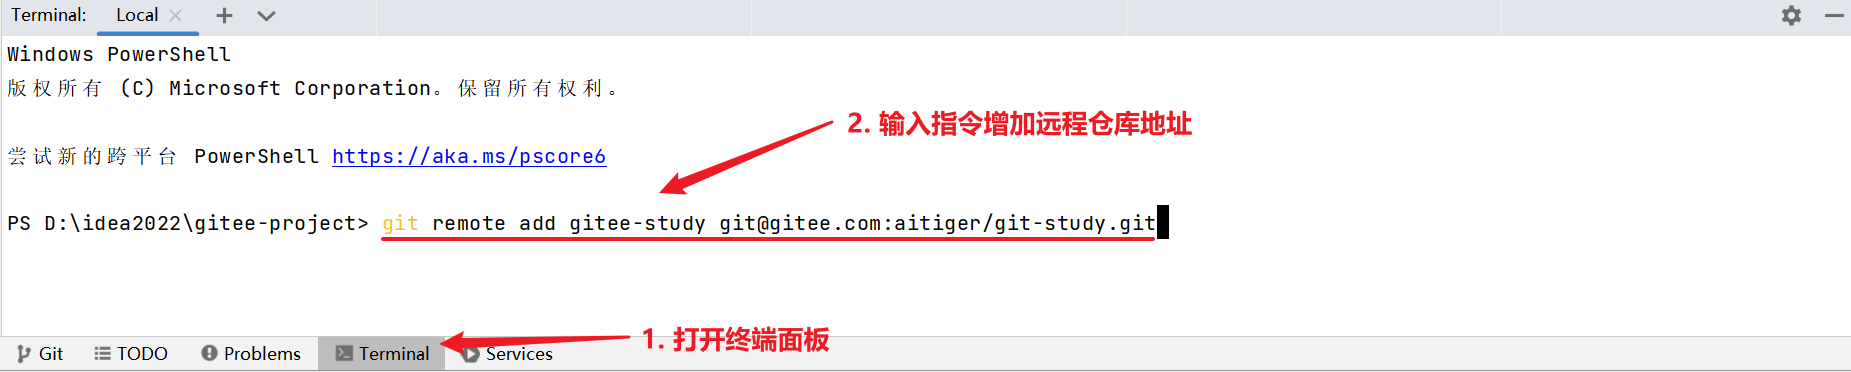 Terminal: Local
Windows PowerShell
版权所有 (C) Microsoft Corporation。保留所有权利。
2. 输入指令增加远程仓库地址
尝试新的跨平台 PowerShell https://aka.ms/pscore6
PS D:\idea2022\gitee-project> git remote add gitee-study git@gitee.com:aitiger/git-study.git
1. 打开终端面板
Git TODO Problems Terminal Services